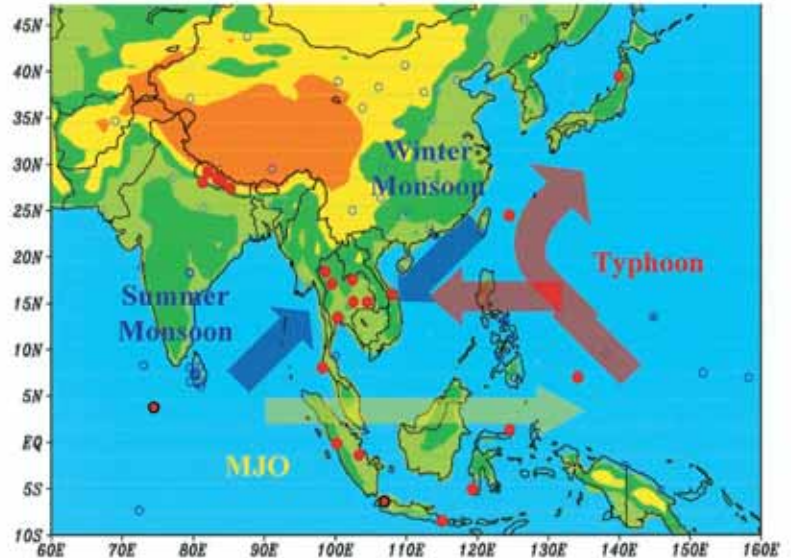 45N
40N
35N
30N
25N
20N
15N
10N
5N
EQ
5S
10S
Winter
Monsoon
Typhoon
Summer
Monsoon
MJO
60E 70E 80E 90E 100E 110E 120E 130E 140E 150E 160E